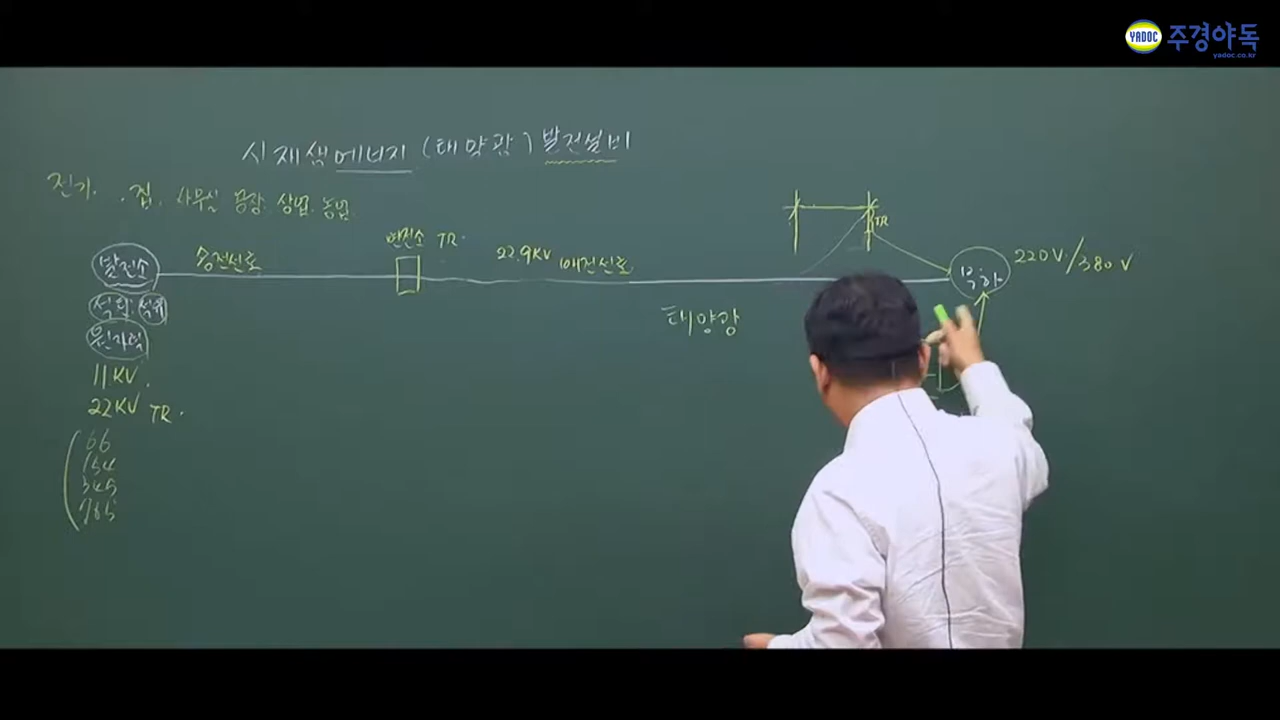 YADOC 주경야독
yadoc.co.kr
신재생에너지 (태양광) 발전설비
전기. . 집. 사무실 공장. 상업. 농업
발전소 송전선로 변전소 TR. 22.9KV 배전선로 TR 부하 220V/380V
석탄. 석유 태양광
원자력
11KV.
22KV TR.
66
154
345
765